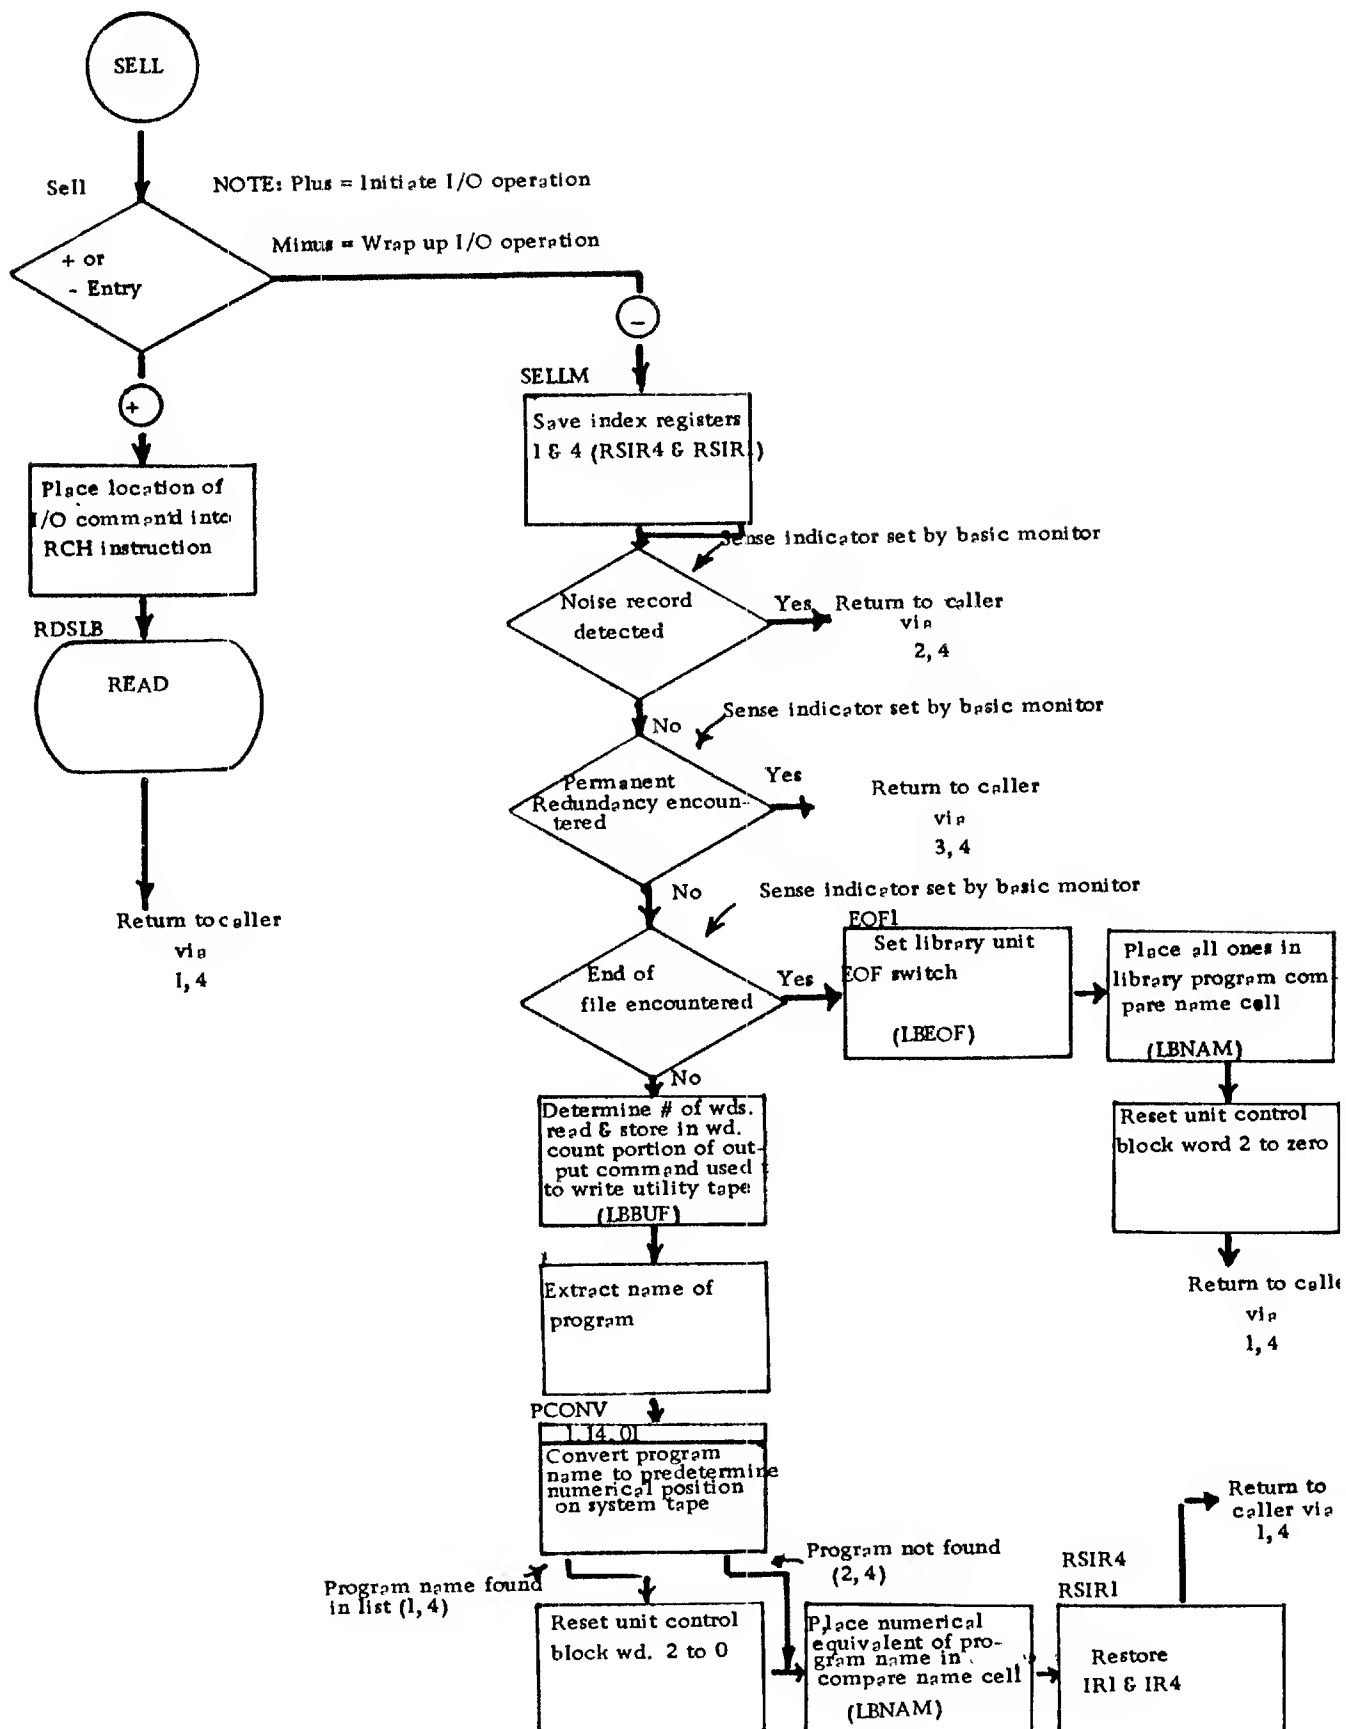 SELL
Sell
NOTE: Plus = Initiate I/O operation
Minus = Wrap up I/O operation
+ or
- Entry
-
+
SELLM
Save index registers
1 & 4 (RSIR4 & RSIR1)
Place location of
I/O command into
RCH instruction
Sense indicator set by basic monitor
Noise record
detected
Yes
Return to caller
via
2, 4
RDSLB
READ
No
Sense indicator set by basic monitor
Permanent
Redundancy encoun-
tered
Yes
Return to caller
via
3, 4
No
Sense indicator set by basic monitor
Return to caller
via
1, 4
End of
file encountered
Yes
EOF1
Set library unit
EOF switch
(LBEOF)
Place all ones in
library program com-
pare name cell
(LBNAM)
No
Determine # of wds.
read & store in wd.
count portion of out-
put command used
to write utility tape
(LBBUF)
Reset unit control
block word 2 to zero
Extract name of
program
Return to calle
via
1, 4
PCONV
1.14.01
Convert program
name to predetermine
numerical position
on system tape
Program name found
in list (1, 4)
Program not found
(2, 4)
Return to
caller via
1, 4
RSIR4
RSIR1
Reset unit control
block wd. 2 to 0
Place numerical
equivalent of pro-
gram name in
compare name cell
(LBNAM)
Restore
IR1 & IR4